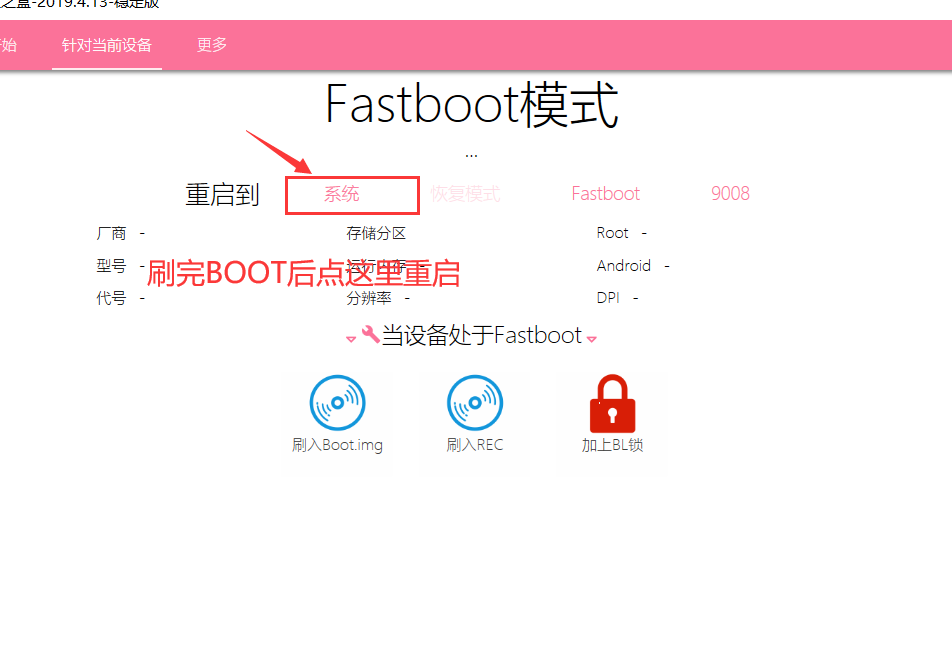 之盒-2019.4.13-稳定版
始 针对当前设备 更多
Fastboot模式
...
重启到 系统 恢复模式 Fastboot 9008
厂商 - 存储分区 Root -
型号 - 运行内存 - Android -
刷完BOOT后点这里重启
代号 - 分辨率 - DPI -
当设备处于Fastboot
刷入Boot.img 刷入REC 加上BL锁